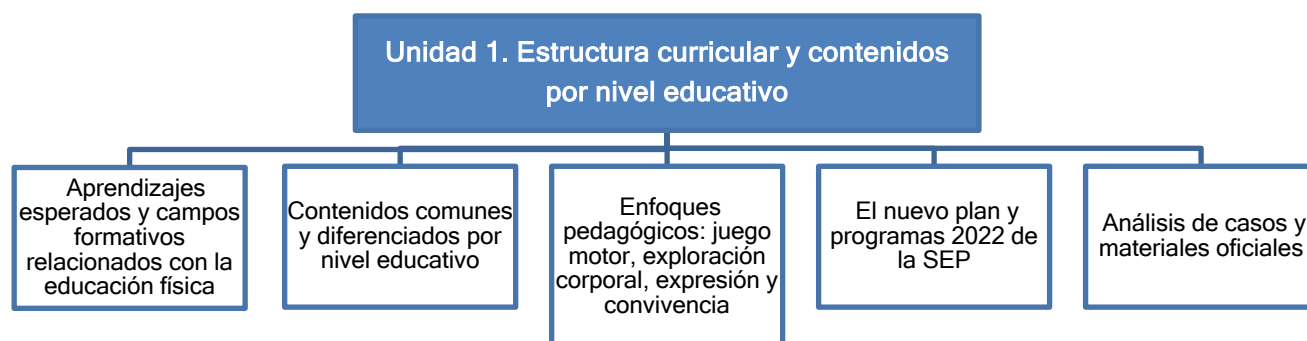 Unidad 1. Estructura curricular y contenidos
por nivel educativo
Aprendizajes
esperados y campos
formativos
relacionados con la
educación física
Contenidos comunes
y diferenciados por
nivel educativo
Enfoques
pedagógicos: juego
motor, exploración
corporal, expresión y
convivencia
El nuevo plan y
programas 2022 de
la SEP
Análisis de casos y
materiales oficiales